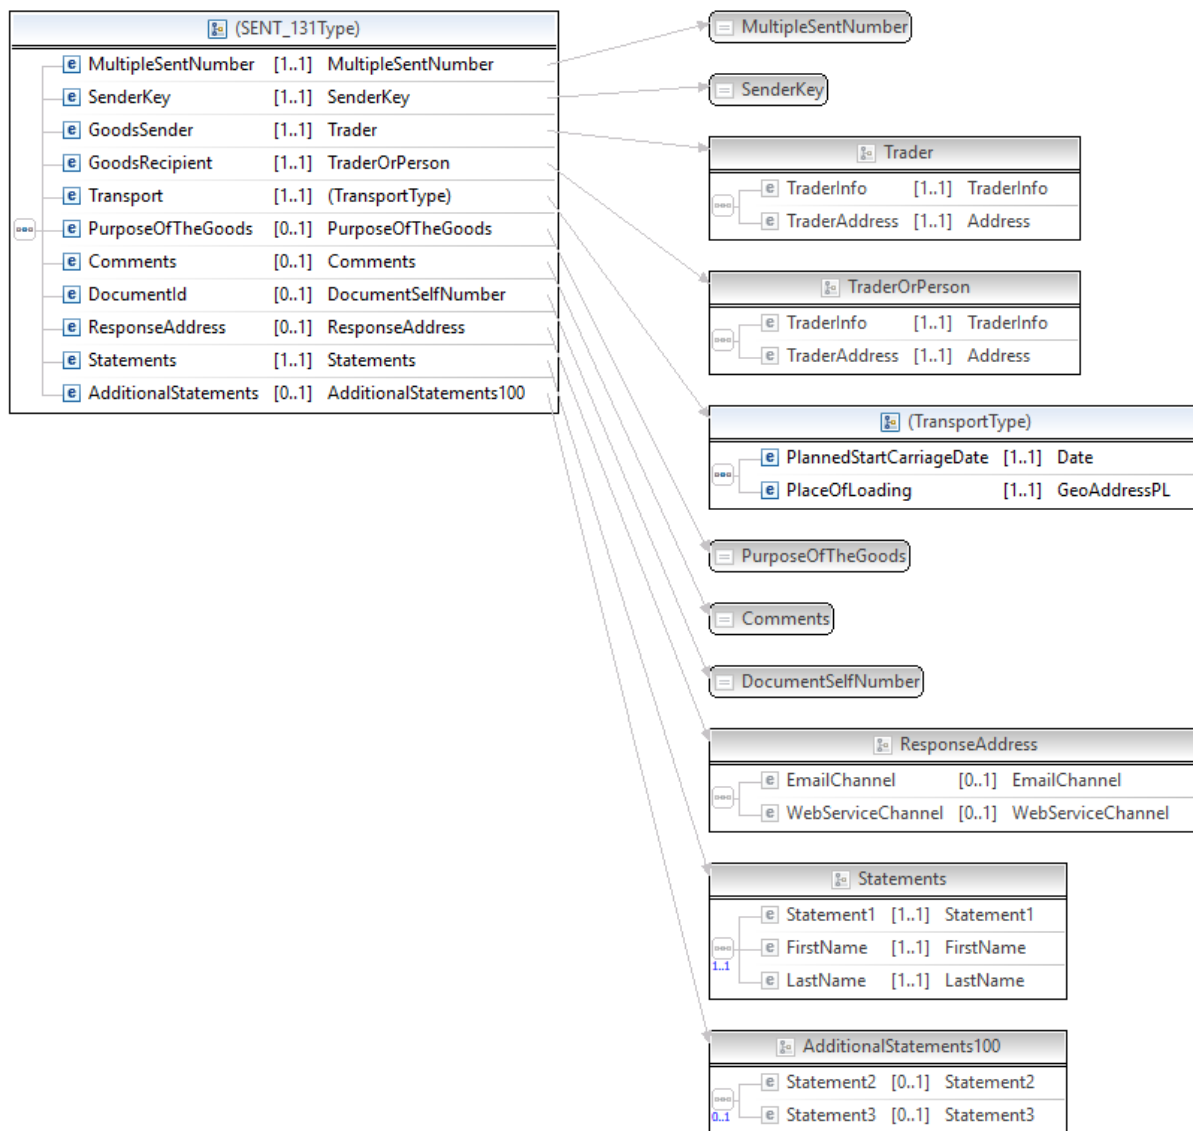 (SENT_131Type)
e MultipleSentNumber [1..1] MultipleSentNumber
e SenderKey [1..1] SenderKey
e GoodsSender [1..1] Trader
e GoodsRecipient [1..1] TraderOrPerson
e Transport [1..1] (TransportType)
e PurposeOfTheGoods [0..1] PurposeOfTheGoods
e Comments [0..1] Comments
e DocumentId [0..1] DocumentSelfNumber
e ResponseAddress [0..1] ResponseAddress
e Statements [1..1] Statements
e AdditionalStatements [0..1] AdditionalStatements100
MultipleSentNumber
SenderKey
Trader
e TraderInfo [1..1] TraderInfo
e TraderAddress [1..1] Address
TraderOrPerson
e TraderInfo [1..1] TraderInfo
e TraderAddress [1..1] Address
(TransportType)
e PlannedStartCarriageDate [1..1] Date
e PlaceOfLoading [1..1] GeoAddressPL
PurposeOfTheGoods
Comments
DocumentSelfNumber
ResponseAddress
e EmailChannel [0..1] EmailChannel
e WebServiceChannel [0..1] WebServiceChannel
Statements
e Statement1 [1..1] Statement1
e FirstName [1..1] FirstName
1..1
e LastName [1..1] LastName
AdditionalStatements100
e Statement2 [0..1] Statement2
e Statement3 [0..1] Statement3
0..1